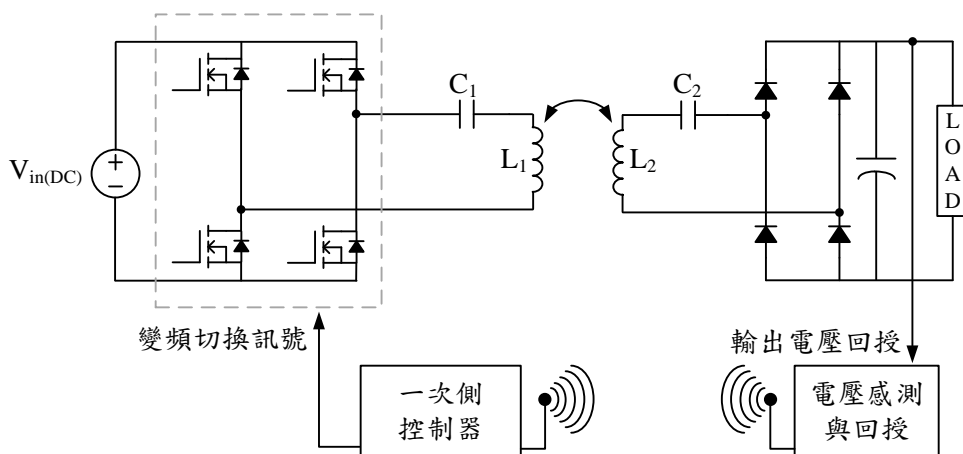 C₁
C₂
L₁
L₂
Vin(DC)
+
−
LOAD
變頻切換訊號
輸出電壓回授
一次側
控制器
電壓感測
與回授